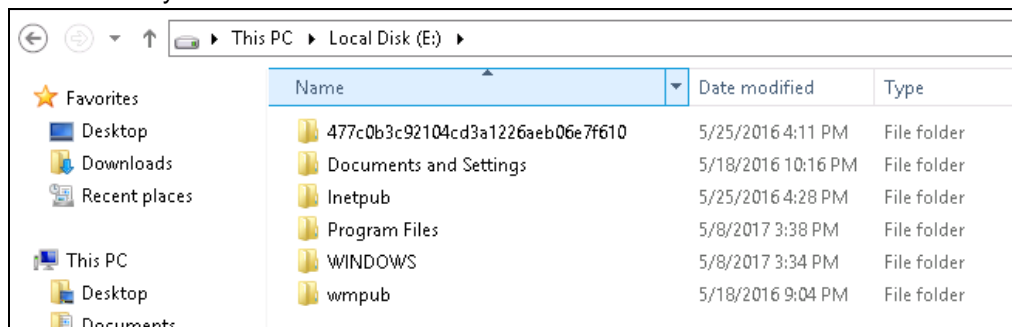 This PC Local Disk (E:)
Name Date modified Type
Favorites
Desktop
Downloads
Recent places
This PC
Desktop
Documents
477c0b3c92104cd3a1226aeb06e7f610 5/25/2016 4:11 PM File folder
Documents and Settings 5/18/2016 10:16 PM File folder
Inetpub 5/25/2016 4:28 PM File folder
Program Files 5/8/2017 3:38 PM File folder
WINDOWS 5/8/2017 3:34 PM File folder
wmpub 5/18/2016 9:04 PM File folder